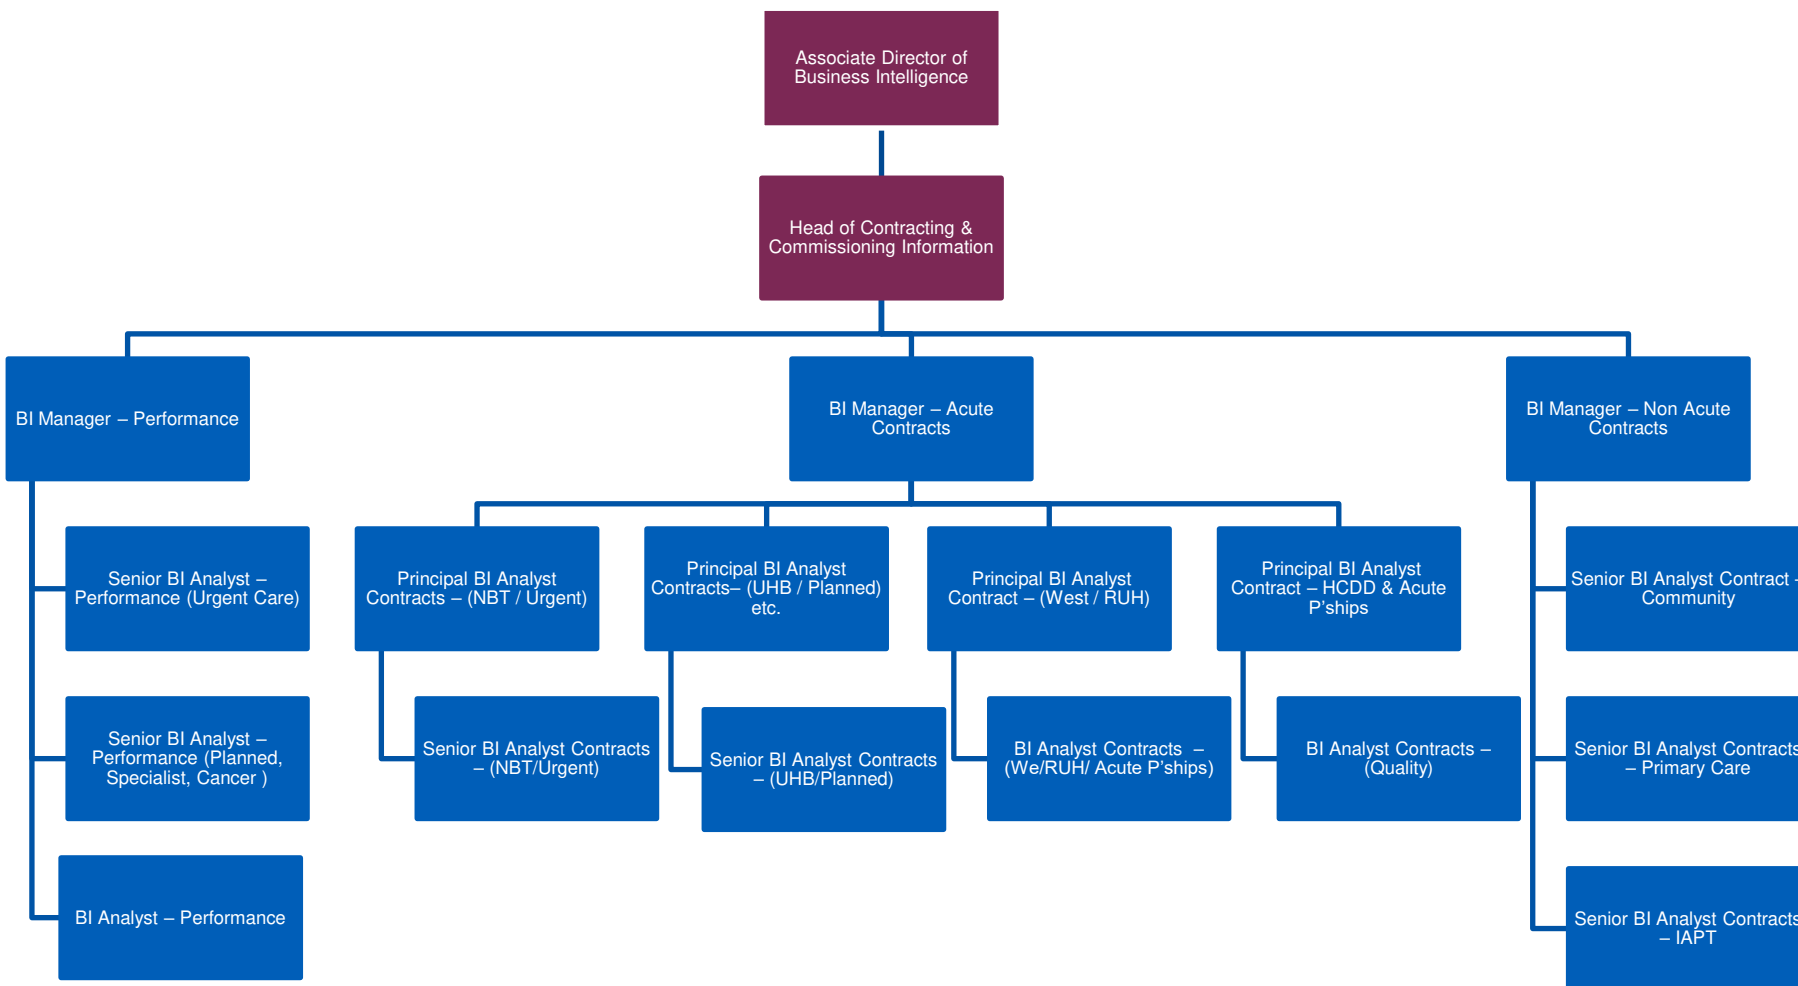 Associate Director of
Business Intelligence
Head of Contracting &
Commissioning Information
BI Manager – Performance
BI Manager – Acute
Contracts
BI Manager – Non Acute
Contracts
Senior BI Analyst –
Performance (Urgent Care)
Principal BI Analyst
Contracts – (NBT / Urgent)
Principal BI Analyst
Contracts– (UHB / Planned)
etc.
Principal BI Analyst
Contract – (West / RUH)
Principal BI Analyst
Contract – HCDD & Acute
P'ships
Senior BI Analyst Contract –
Community
Senior BI Analyst –
Performance (Planned,
Specialist, Cancer )
Senior BI Analyst Contracts
– (NBT/Urgent)
Senior BI Analyst Contracts
– (UHB/Planned)
BI Analyst Contracts –
(We/RUH/ Acute P'ships)
BI Analyst Contracts –
(Quality)
Senior BI Analyst Contracts
– Primary Care
BI Analyst – Performance
Senior BI Analyst Contracts
– IAPT